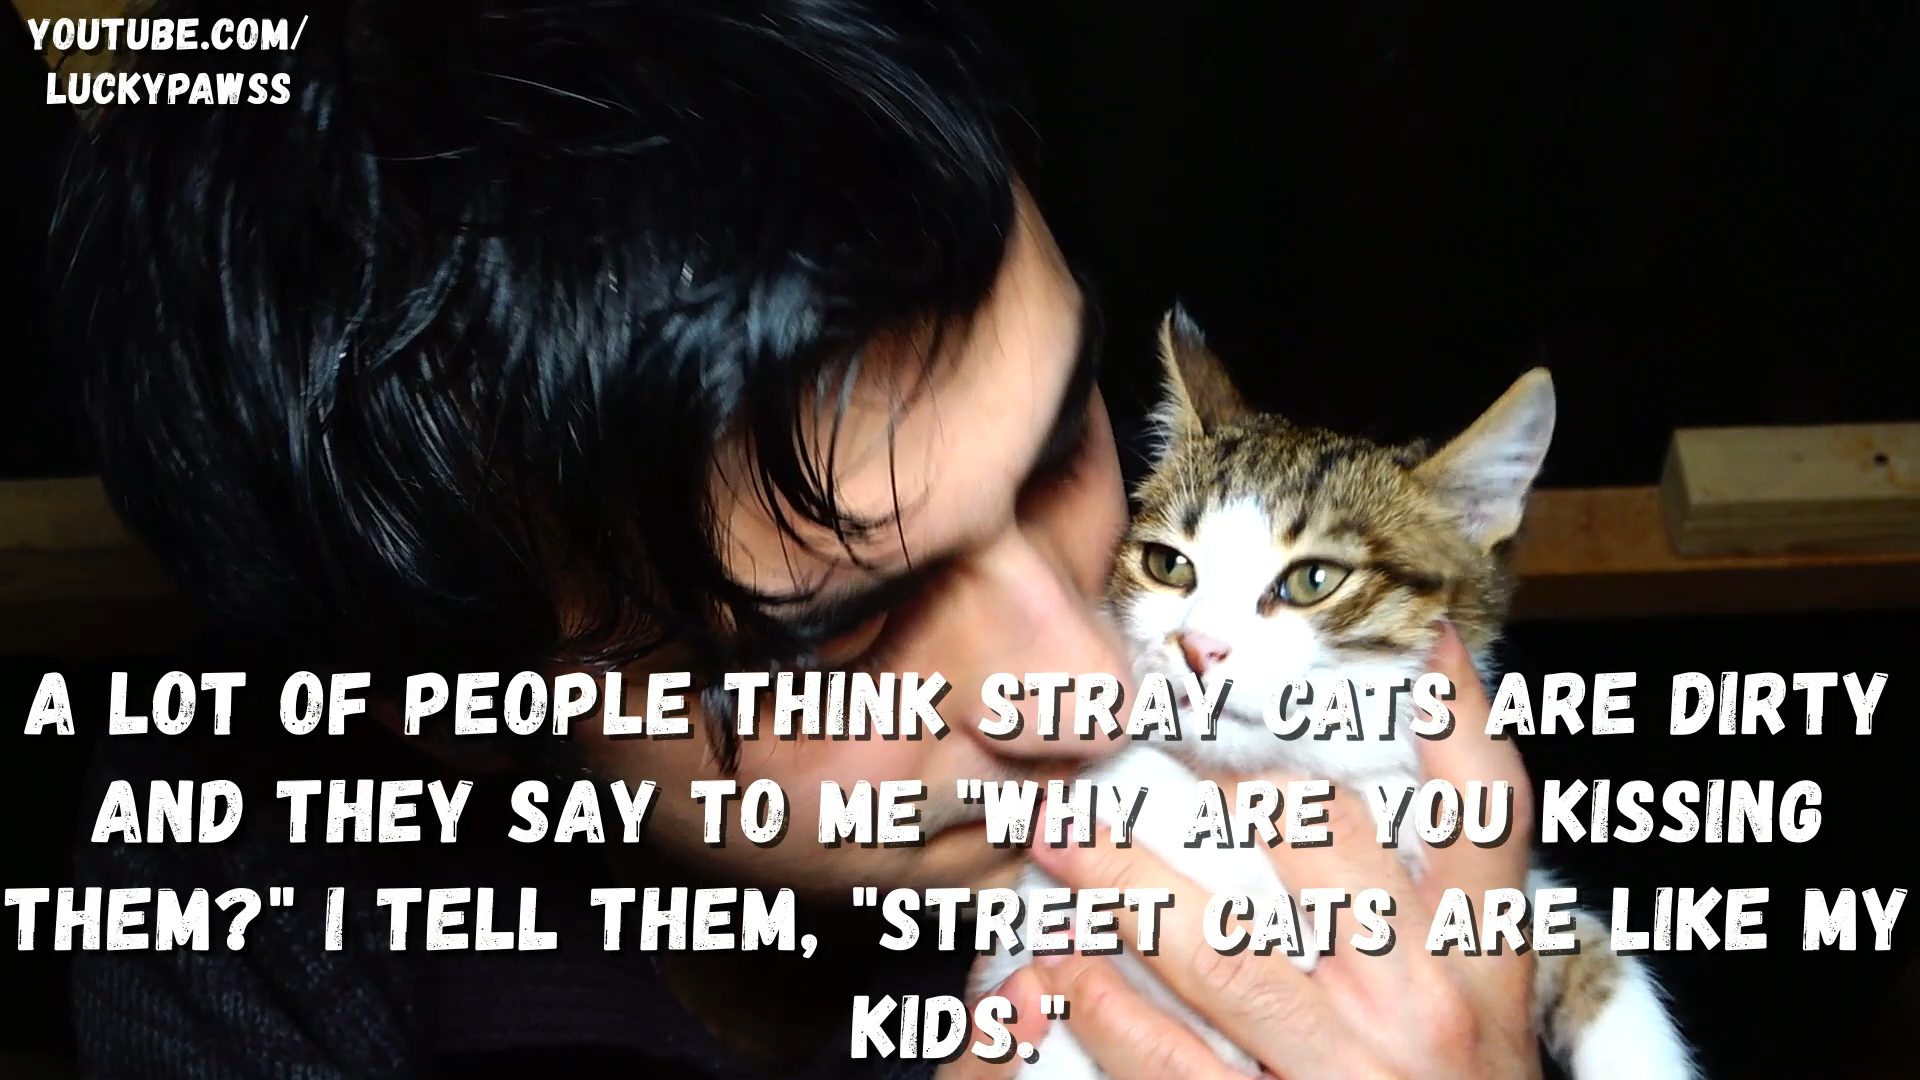 YOUTUBE.COM/
LUCKYPAWSS
A LOT OF PEOPLE THINK STRAY CATS ARE DIRTY
AND THEY SAY TO ME "WHY ARE YOU KISSING
THEM?" I TELL THEM, "STREET CATS ARE LIKE MY
KIDS."